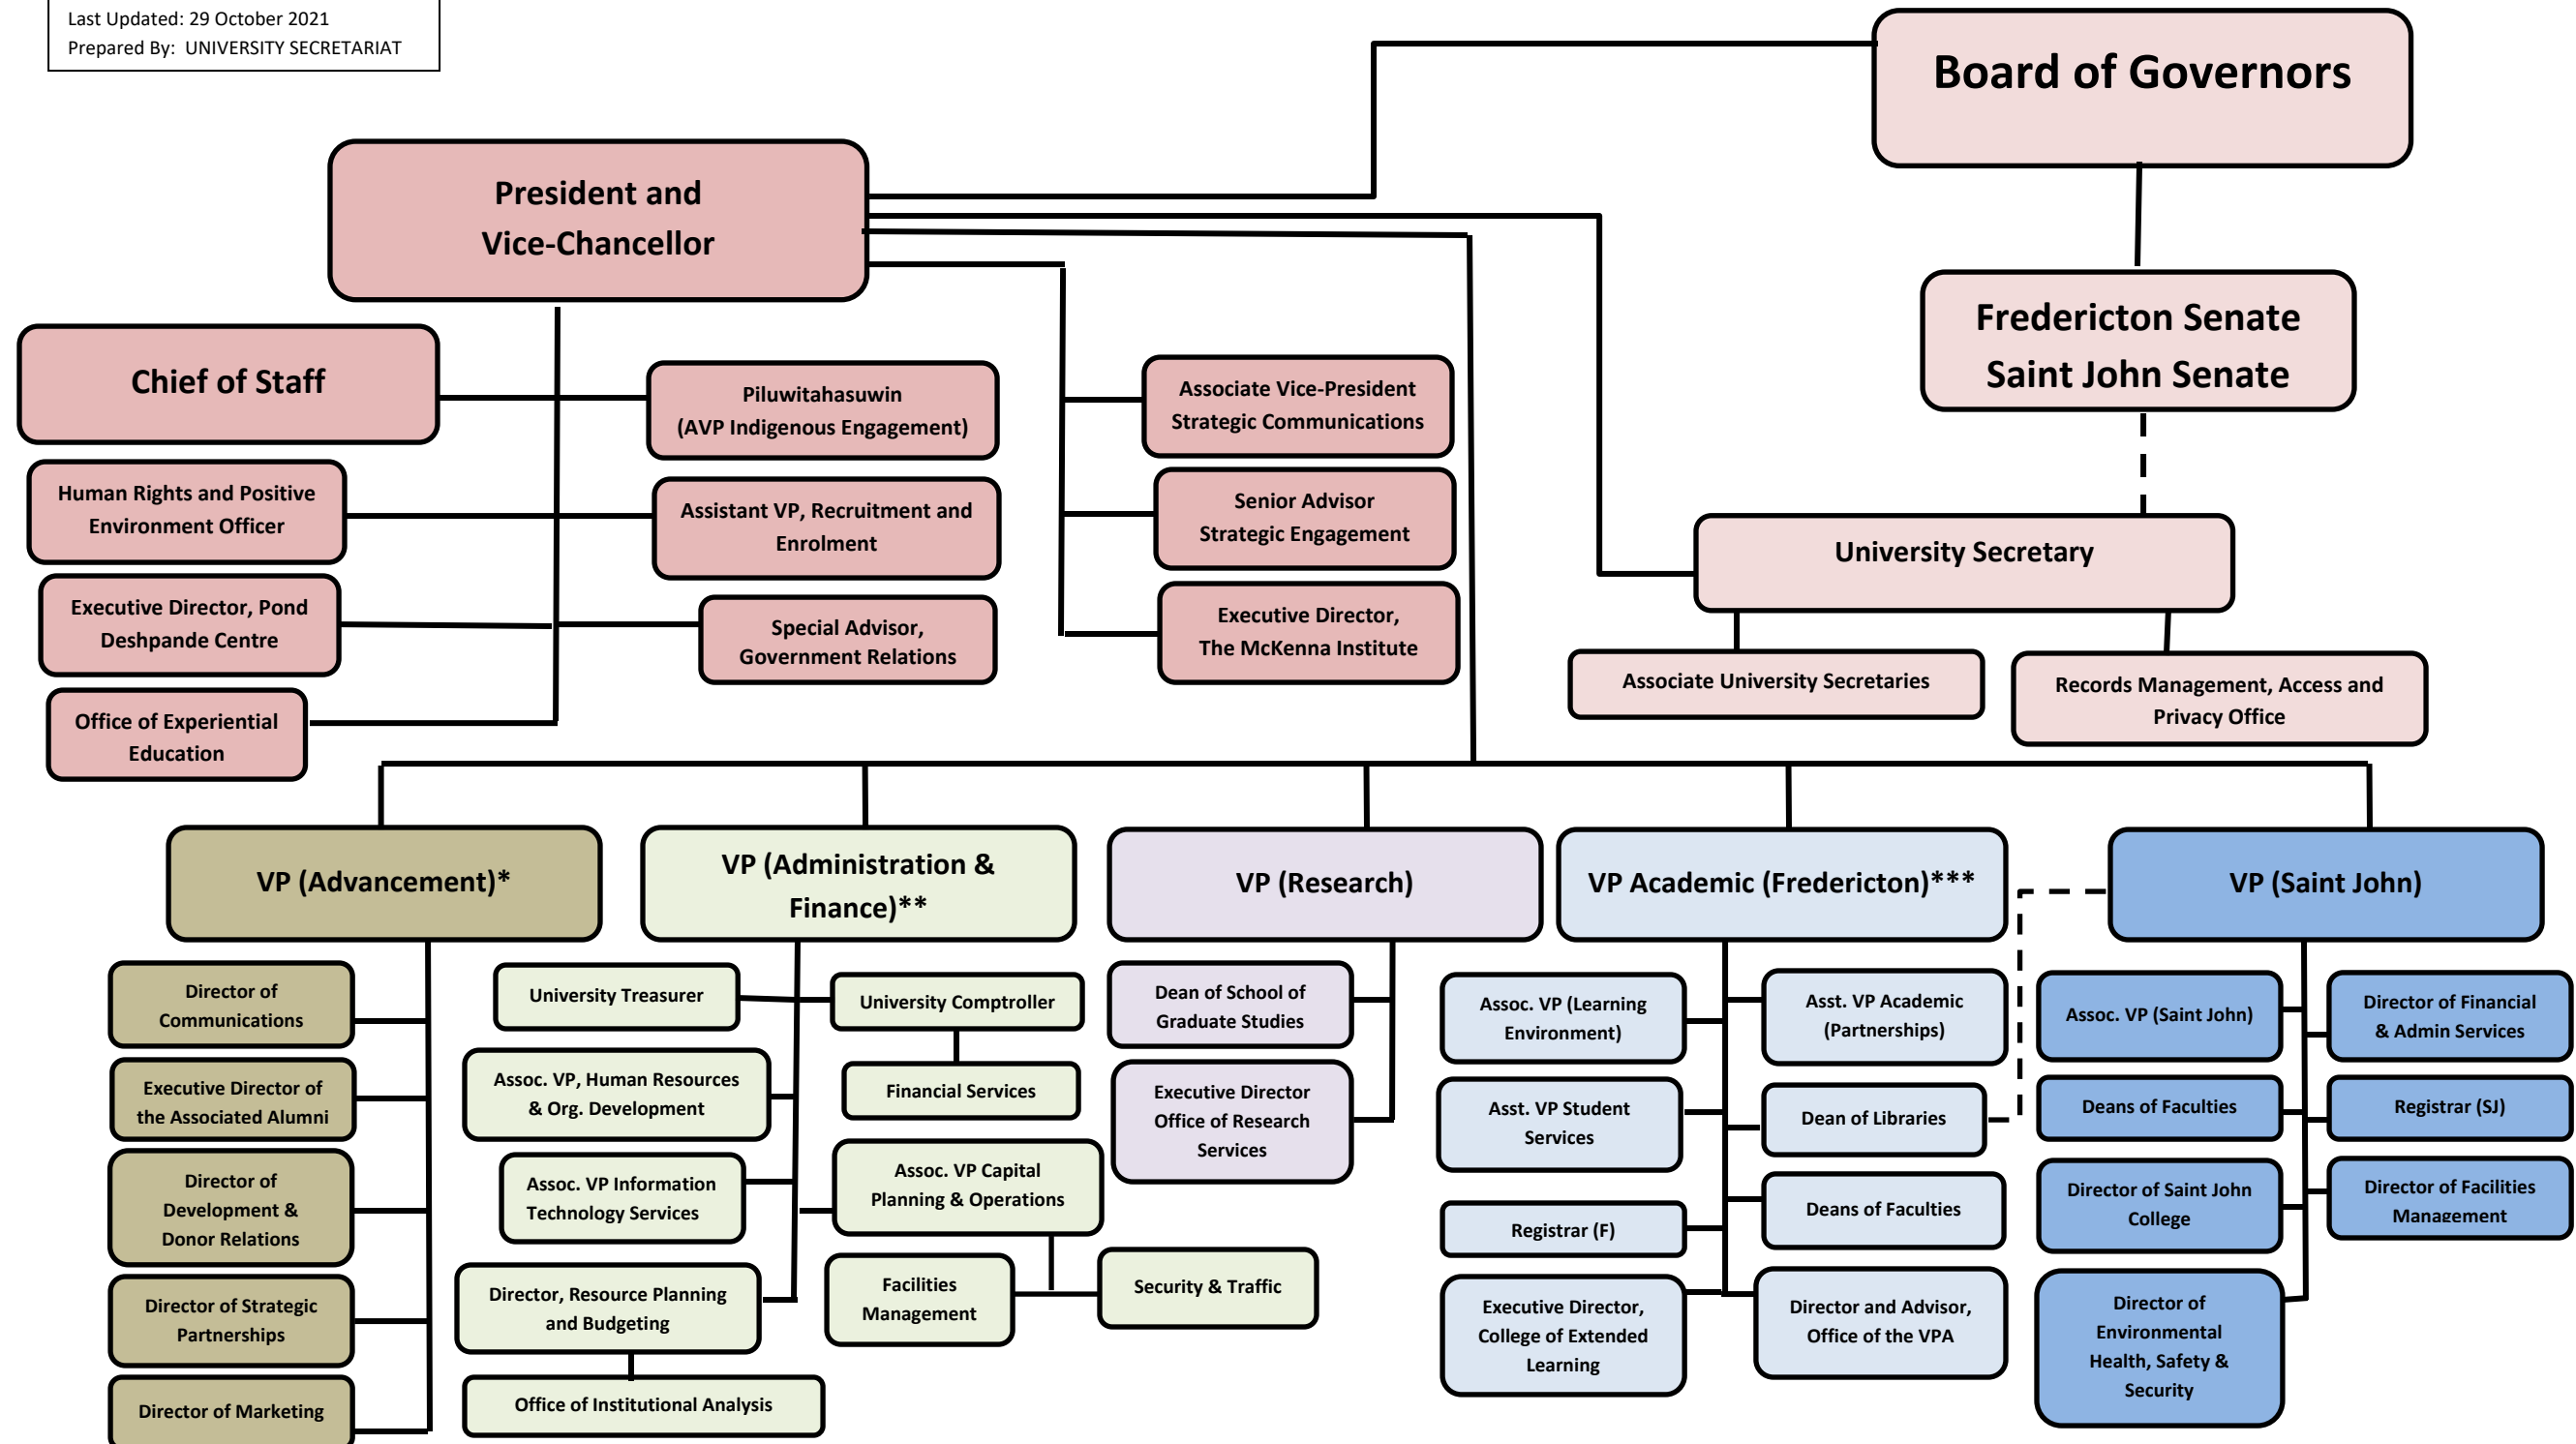 Last Updated: 29 October 2021
Prepared By: UNIVERSITY SECRETARIAT
Board of Governors
President and
Vice-Chancellor
Fredericton Senate
Saint John Senate
Chief of Staff
Piluwitahasuwin
(AVP Indigenous Engagement)
Associate Vice-President
Strategic Communications
Human Rights and Positive
Environment Officer
Assistant VP, Recruitment and
Enrolment
Senior Advisor
Strategic Engagement
University Secretary
Executive Director, Pond
Deshpande Centre
Special Advisor,
Government Relations
Executive Director,
The McKenna Institute
Associate University Secretaries
Records Management, Access and
Privacy Office
Office of Experiential
Education
VP (Advancement)*
VP (Administration &
Finance)**
VP (Research)
VP Academic (Fredericton)***
VP (Saint John)
Director of
Communications
Executive Director of
the Associated Alumni
Director of
Development &
Donor Relations
Director of Strategic
Partnerships
Director of Marketing
University Treasurer
University Comptroller
Assoc. VP, Human Resources
& Org. Development
Financial Services
Assoc. VP Information
Technology Services
Assoc. VP Capital
Planning & Operations
Director, Resource Planning
and Budgeting
Facilities
Management
Security & Traffic
Office of Institutional Analysis
Dean of School of
Graduate Studies
Executive Director
Office of Research
Services
Assoc. VP (Learning
Environment)
Asst. VP Academic
(Partnerships)
Asst. VP Student
Services
Dean of Libraries
Registrar (F)
Deans of Faculties
Executive Director,
College of Extended
Learning
Director and Advisor,
Office of the VPA
Assoc. VP (Saint John)
Director of Financial
& Admin Services
Deans of Faculties
Registrar (SJ)
Director of Saint John
College
Director of Facilities
Management
Director of
Environmental
Health, Safety &
Security